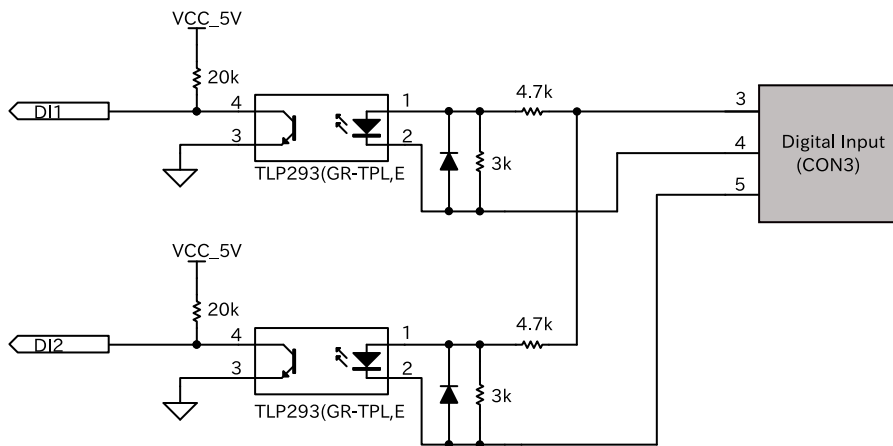 VCC_5V
20k
DI1
4
3
1
2
TLP293(GR-TPL,E
3k
4.7k
3
4
5
Digital Input
(CON3)
VCC_5V
20k
DI2
4
3
1
2
TLP293(GR-TPL,E
3k
4.7k